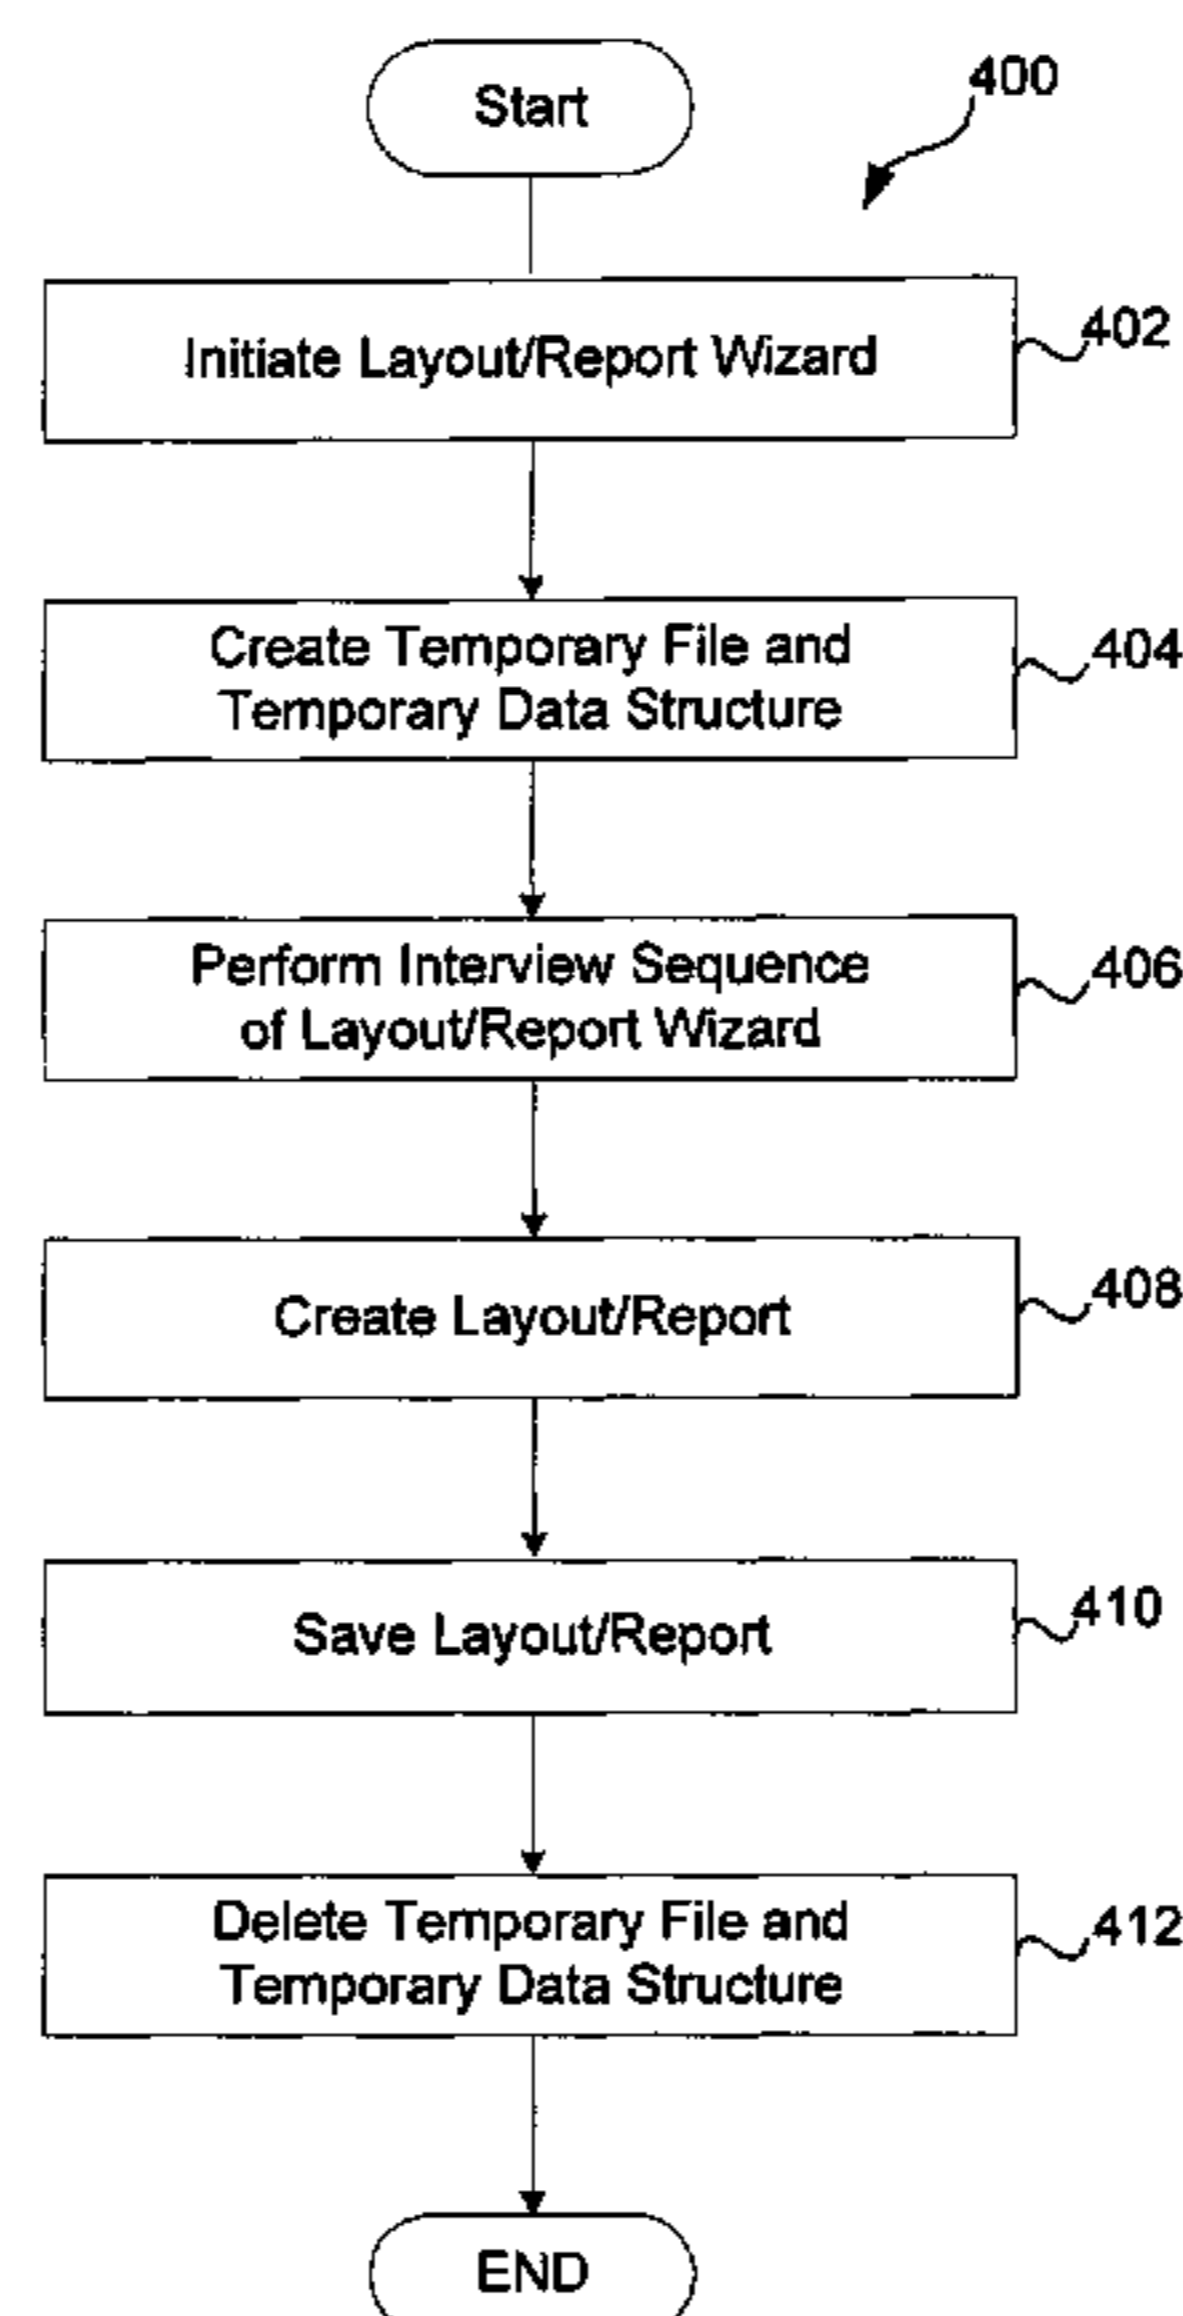 Start
400
Initiate Layout/Report Wizard
402
Create Temporary File and
Temporary Data Structure
404
Perform Interview Sequence
of Layout/Report Wizard
406
Create Layout/Report
408
Save Layout/Report
410
Delete Temporary File and
Temporary Data Structure
412
END